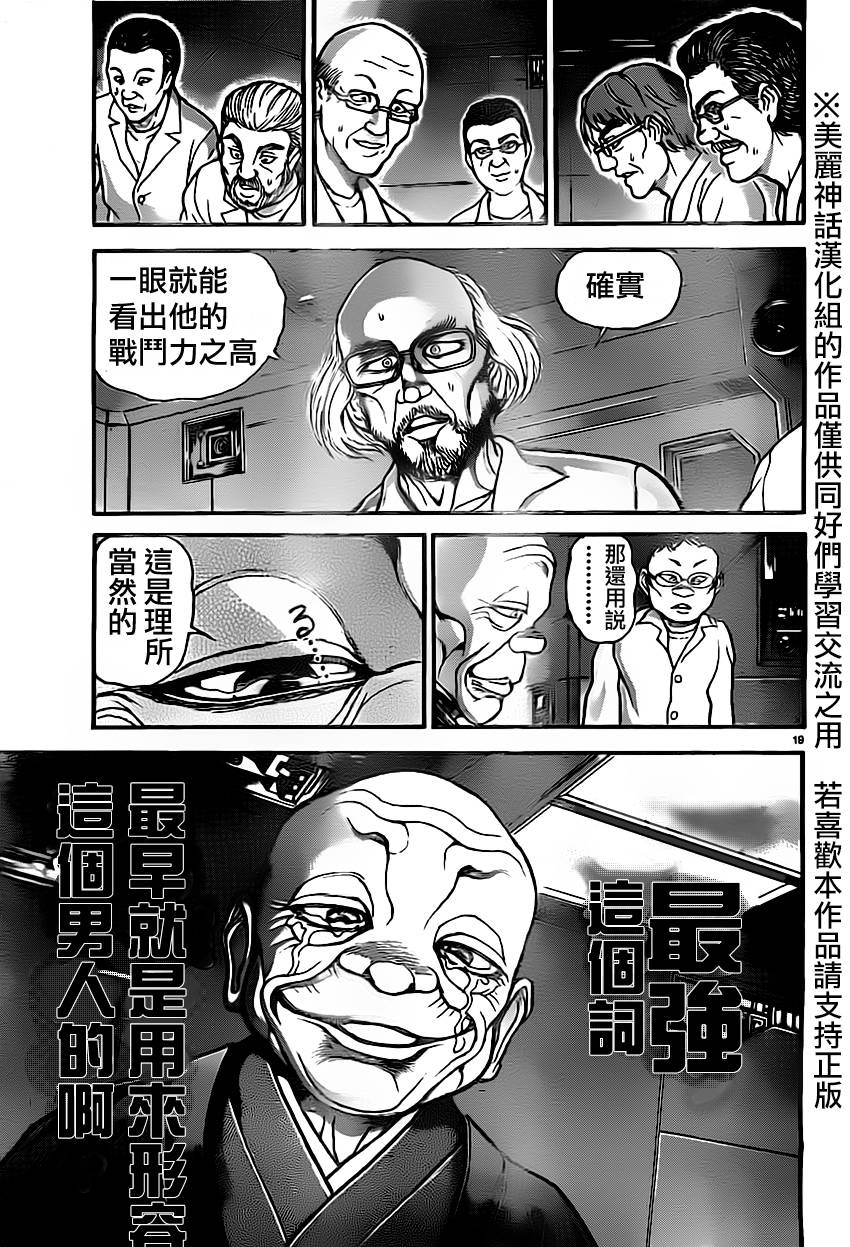 確實
一眼就能
看出他的
戰鬥力之高
那還用說
………
這是理所
當然的
る……
19
最強
這個詞
最早就是用來形容
這個男人的啊
※美麗神話漢化組的作品僅供同好們學習交流之用　若喜歡本作品請支持正版